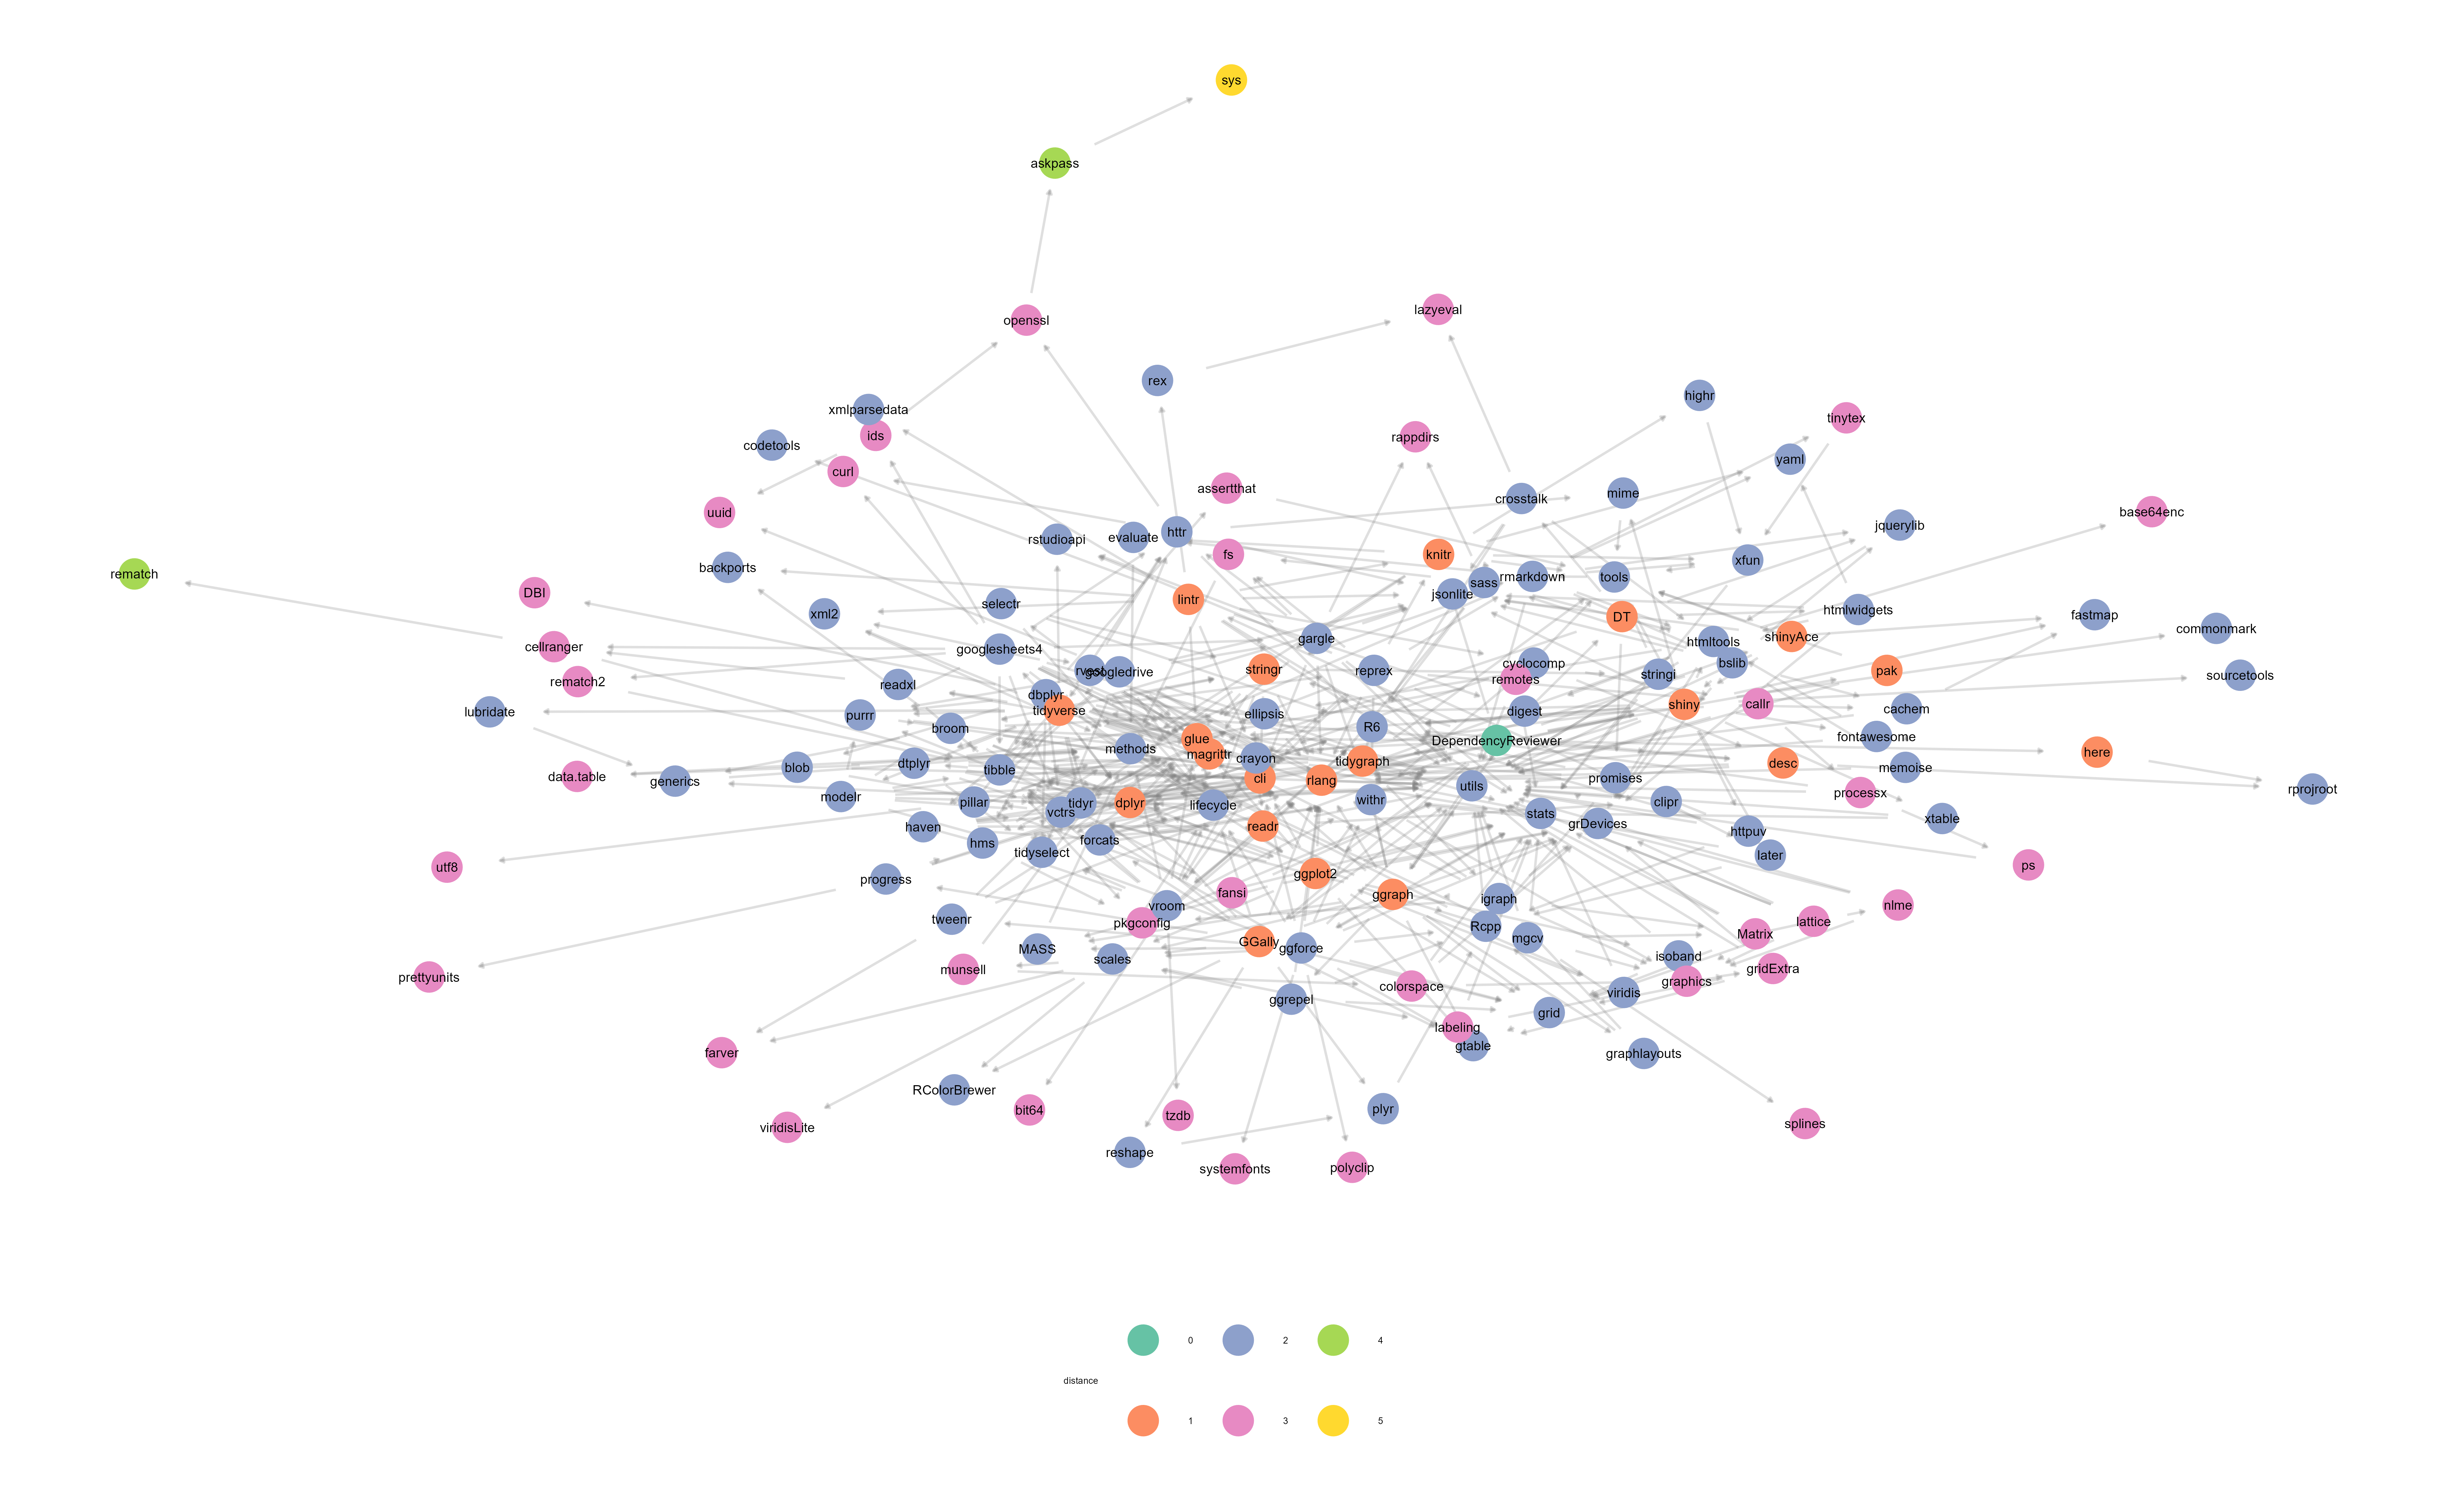 sys
askpass
openssl
lazyeval
rex
highr
xmlparsedata
tinytex
ids
rappdirs
codetools
yaml
curl
assertthat
crosstalk
mime
uuid
base64enc
jquerylib
httr
evaluate
rstudioapi
fs
knitr
xfun
backports
rematch
rmarkdown
tools
sass
DBI
jsonlite
lintr
selectr
htmlwidgets
xml2
fastmap
DT
commonmark
shinyAce
gargle
htmltools
cellranger
googlesheets4
cyclocomp
bslib
rvest
googledrive
stringr
reprex
pak
stringi
sourcetools
remotes
rematch2
readxl
dbplyr
shiny
callr
tidyverse
lubridate
purrr
ellipsis
digest
cachem
broom
R6
glue
DependencyReviewer
fontawesome
methods
here
magrittr
crayon
tidygraph
desc
dtplyr
blob
tibble
memoise
data.table
generics
cli
rlang
promises
utils
rprojroot
modelr
processx
pillar
tidyr
dplyr
lifecycle
withr
clipr
vctrs
stats
xtable
haven
readr
grDevices
httpuv
forcats
hms
tidyselect
later
utf8
ps
ggplot2
progress
fansi
ggraph
igraph
vroom
nlme
tweenr
pkgconfig
lattice
Rcpp
Matrix
mgcv
GGally
MASS
ggforce
isoband
scales
munsell
gridExtra
prettyunits
graphics
colorspace
viridis
ggrepel
grid
labeling
gtable
farver
graphlayouts
RColorBrewer
bit64
plyr
tzdb
splines
viridisLite
reshape
systemfonts
polyclip
0
2
4
distance
1
3
5